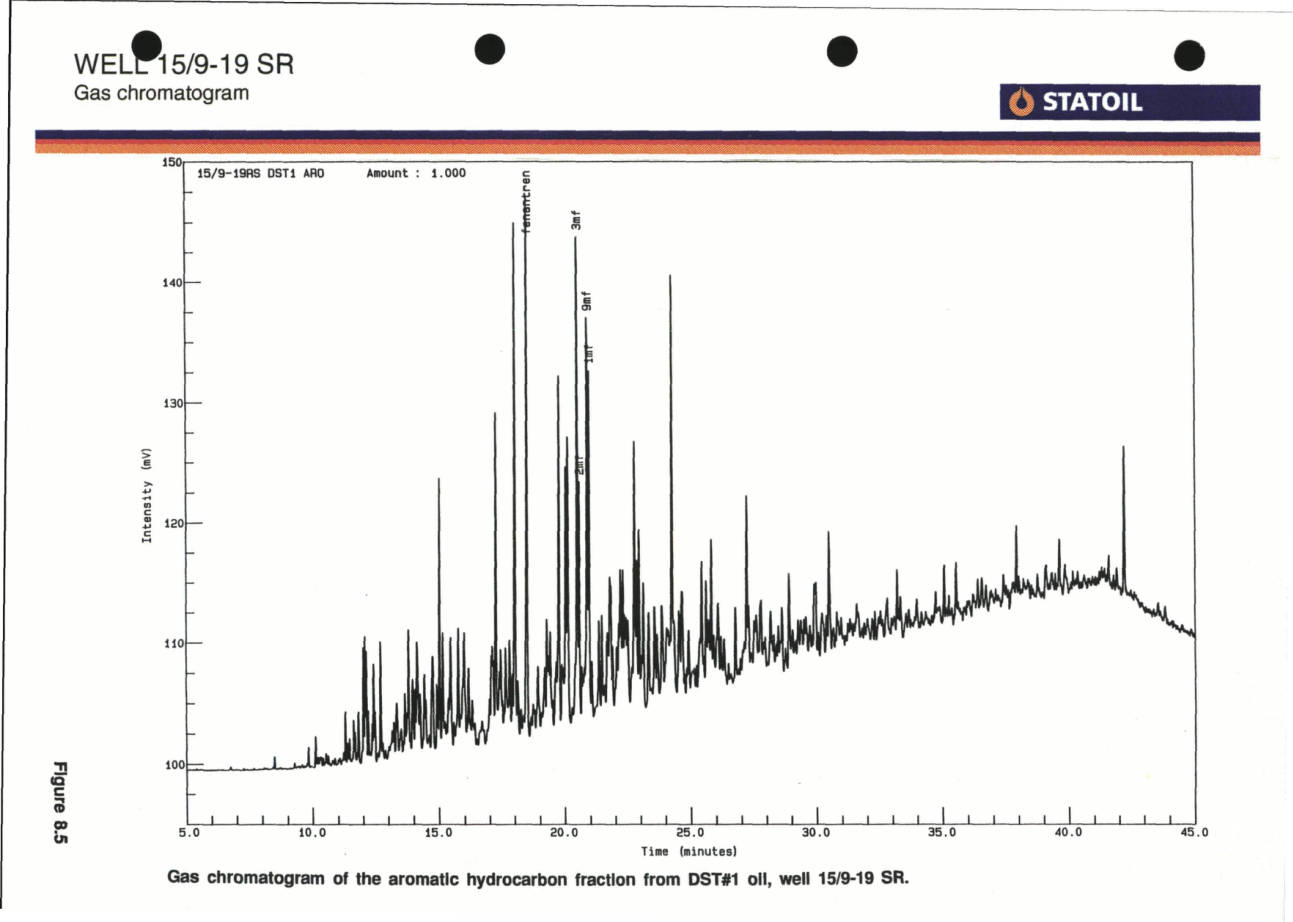 WELL 15/9-19 SR
Gas chromatogram
STATOIL
15/9-19RS DST1 ARO Amount : 1.000
fenantren
3mf
9mf
1mf
2mf
150
140
130
120
110
100
Intensity (mV)
5.0 10.0 15.0 20.0 25.0 30.0 35.0 40.0 45.0
Time (minutes)
Figure 8.5
Gas chromatogram of the aromatic hydrocarbon fraction from DST#1 oil, well 15/9-19 SR.